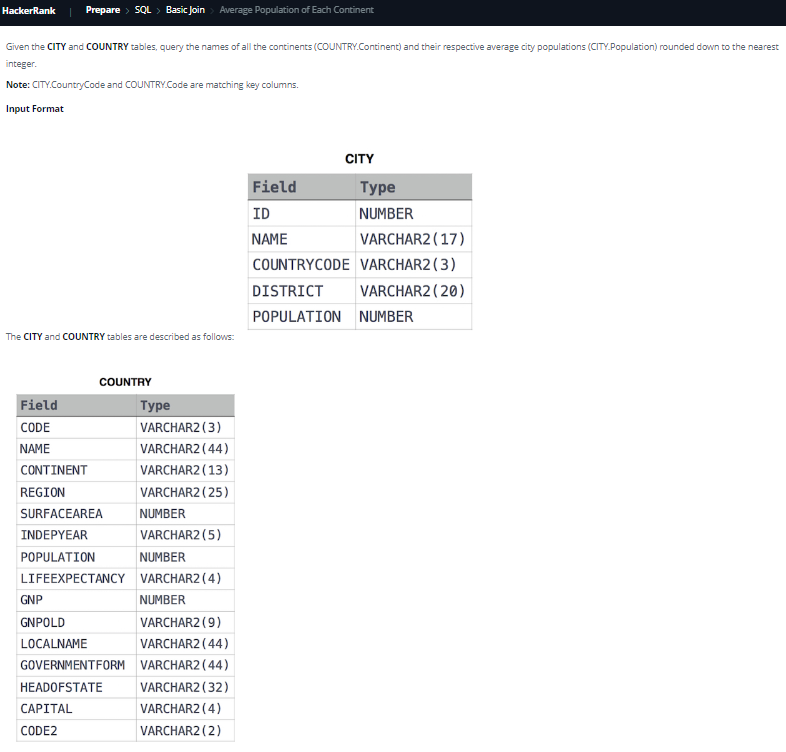 HackerRank | Prepare > SQL > Basic Join > Average Population of Each Continent
Given the CITY and COUNTRY tables, query the names of all the continents (COUNTRY.Continent) and their respective average city populations (CITY.Population) rounded down to the nearest
integer.
Note: CITY.CountryCode and COUNTRY.Code are matching key columns.
Input Format
CITY
Field Type
ID NUMBER
NAME VARCHAR2(17)
COUNTRYCODE VARCHAR2(3)
DISTRICT VARCHAR2(20)
POPULATION NUMBER
The CITY and COUNTRY tables are described as follows:
COUNTRY
Field Type
CODE VARCHAR2(3)
NAME VARCHAR2(44)
CONTINENT VARCHAR2(13)
REGION VARCHAR2(25)
SURFACEAREA NUMBER
INDEPYEAR VARCHAR2(5)
POPULATION NUMBER
LIFEEXPECTANCY VARCHAR2(4)
GNP NUMBER
GNPOLD VARCHAR2(9)
LOCALNAME VARCHAR2(44)
GOVERNMENTFORM VARCHAR2(44)
HEADOFSTATE VARCHAR2(32)
CAPITAL VARCHAR2(4)
CODE2 VARCHAR2(2)